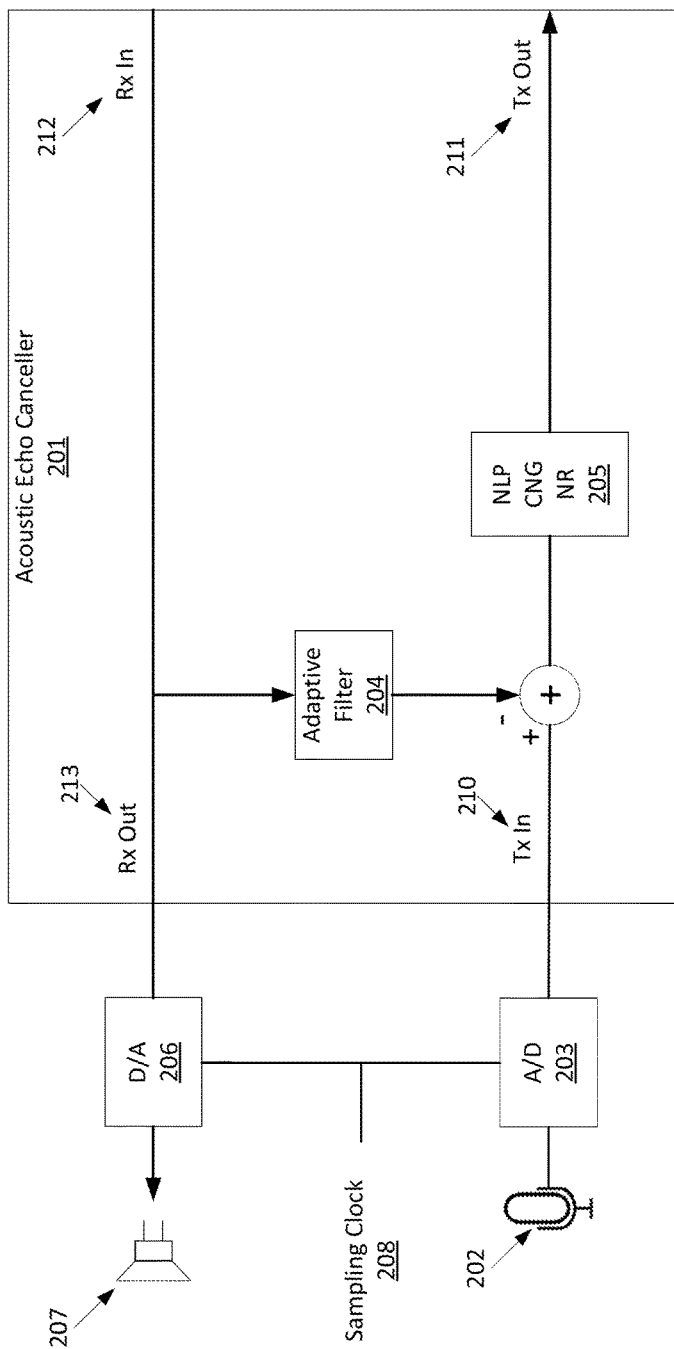 Acoustic Echo Canceller
201
212
Rx In
213
Rx Out
207
D/A
206
Adaptive
Filter
204
Sampling Clock
208
202
A/D
203
210
Tx In
-
+
+
NLP
CNG
NR
205
211
Tx Out